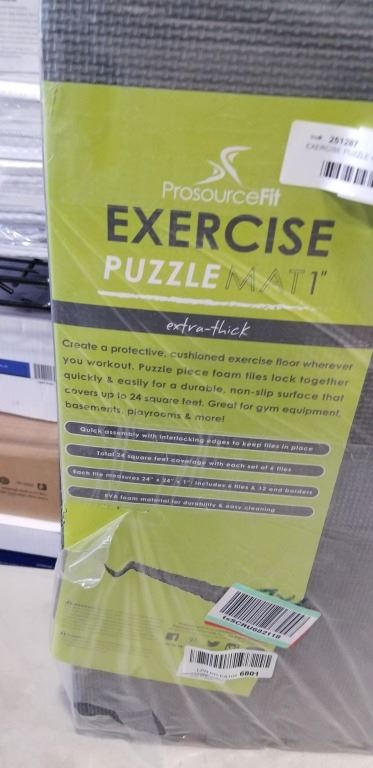 251287
EXERCISE PUZZLE
ProsourceFit
EXERCISE
PUZZLE MAT 1"
extra-thick
Create a protective, cushioned exercise floor wherever
you workout. Puzzle piece foam tiles lock together
quickly & easily for a durable, non-slip surface that
covers up to 24 square feet. Great for gym equipment,
basements, playrooms & more!
Quick assembly with interlocking edges to keep tiles in place
Total 24 square feet coverage with each set of 6 tiles
Each tile measures 24" x 24" x 1"; includes 6 tiles & 12 end borders
EVA foam material for durability & easy cleaning
6801